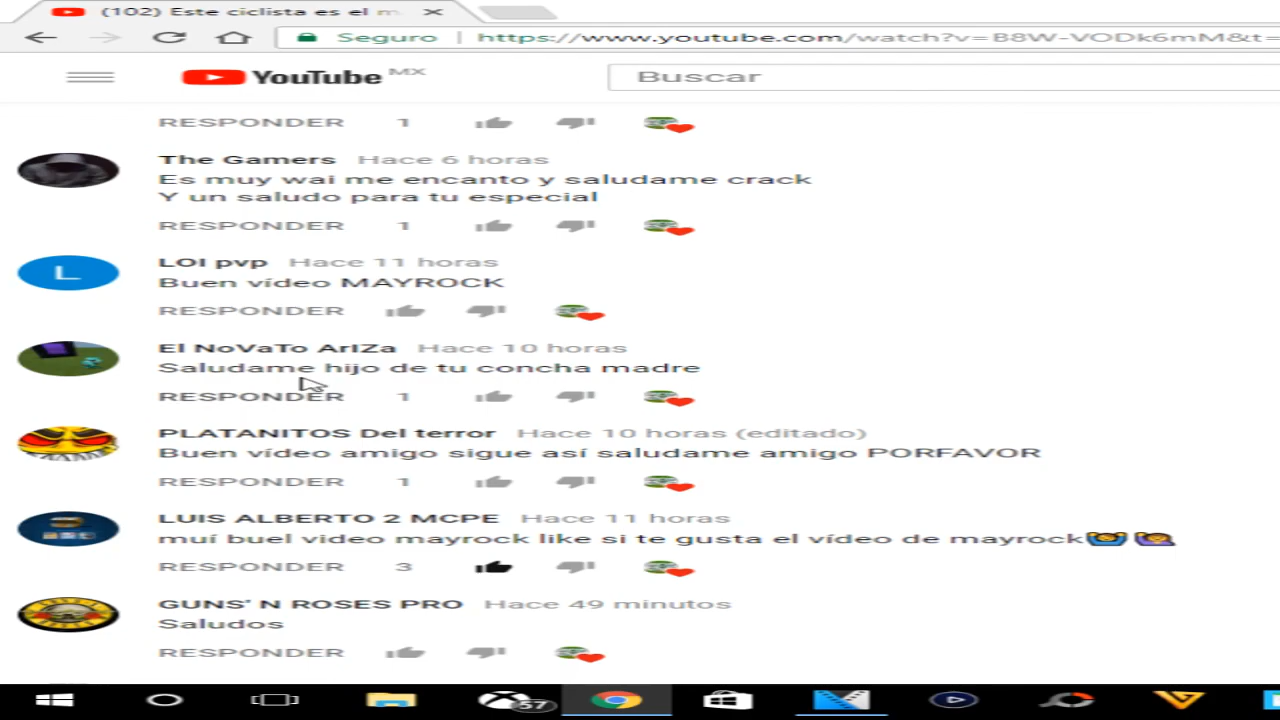 (102) Este ciclista es el m
Seguro | https://www.youtube.com/watch?v=B8W-VODk6mM&t=
YouTube MX
Buscar
RESPONDER 1
The Gamers Hace 6 horas
Es muy wai me encanto y saludame crack
Y un saludo para tu especial
RESPONDER 1
LOI pvp Hace 11 horas
Buen vídeo MAYROCK
RESPONDER
El NoVaTo ArIZa Hace 10 horas
Saludame hijo de tu concha madre
RESPONDER 1
PLATANITOS Del terror Hace 10 horas (editado)
Buen vídeo amigo sigue así saludame amigo PORFAVOR
RESPONDER 1
LUIS ALBERTO 2 MCPE Hace 11 horas
muí buel video mayrock like si te gusta el vídeo de mayrock
RESPONDER 3
GUNS' N ROSES PRO Hace 49 minutos
Saludos
RESPONDER
57